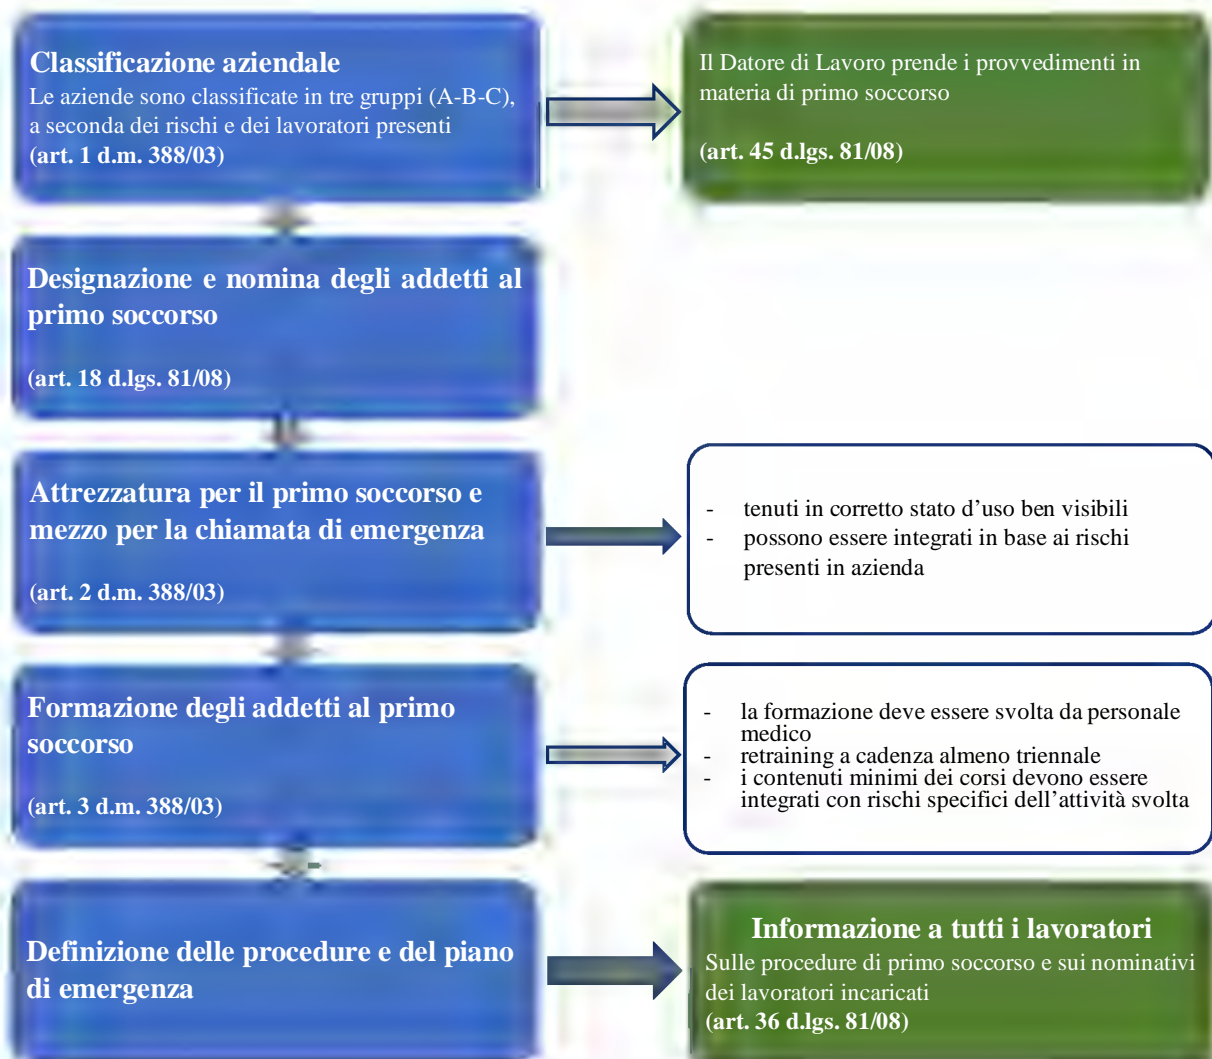 Classificazione aziendale
Le aziende sono classificate in tre gruppi (A-B-C),
a seconda dei rischi e dei lavoratori presenti
(art. 1 d.m. 388/03)
Il Datore di Lavoro prende i provvedimenti in
materia di primo soccorso
(art. 45 d.lgs. 81/08)
Designazione e nomina degli addetti al
primo soccorso
(art. 18 d.lgs. 81/08)
Attrezzatura per il primo soccorso e
mezzo per la chiamata di emergenza
(art. 2 d.m. 388/03)
- tenuti in corretto stato d’uso ben visibili
- possono essere integrati in base ai rischi
presenti in azienda
Formazione degli addetti al primo
soccorso
(art. 3 d.m. 388/03)
- la formazione deve essere svolta da personale
medico
- retraining a cadenza almeno triennale
- i contenuti minimi dei corsi devono essere
integrati con rischi specifici dell’attività svolta
Definizione delle procedure e del piano
di emergenza
Informazione a tutti i lavoratori
Sulle procedure di primo soccorso e sui nominativi
dei lavoratori incaricati
(art. 36 d.lgs. 81/08)